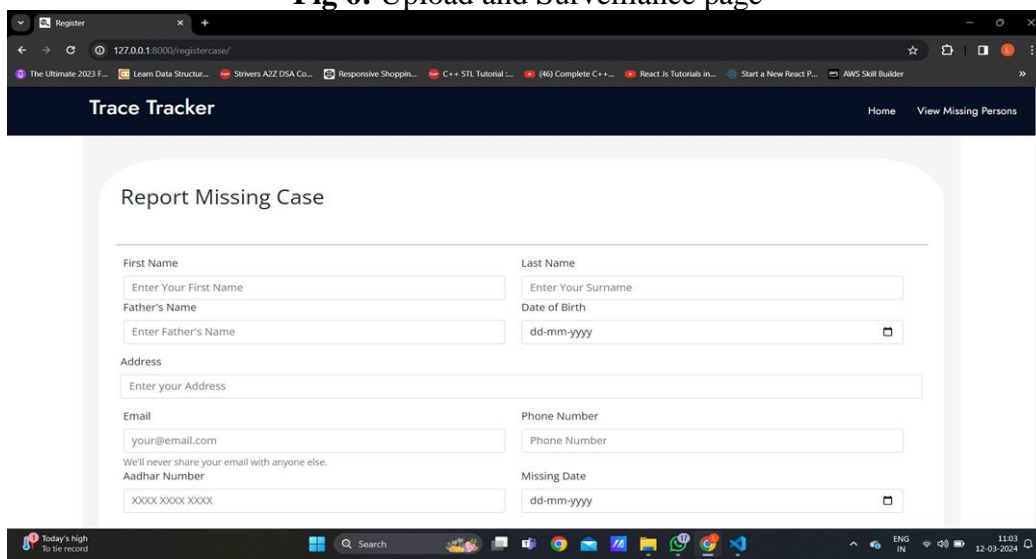 Fig 6: Upload and Surveillance page
Register
127.0.0.1:8000/registercase/
The Ultimate 2023 F... Learn Data Structur... Strivers A2Z DSA Co... Responsive Shoppin... C++ STL Tutorial :... (46) Complete C++... React Js Tutorials in... Start a New React P... AWS Skill Builder
Trace Tracker Home View Missing Persons
Report Missing Case
First Name Last Name
Enter Your First Name Enter Your Surname
Father's Name Date of Birth
Enter Father's Name dd-mm-yyyy
Address
Enter your Address
Email Phone Number
your@email.com Phone Number
We'll never share your email with anyone else.
Aadhar Number Missing Date
XXXX XXXX XXXX dd-mm-yyyy
Today's high ENG 11:03
To tie record Search IN 12-03-2024